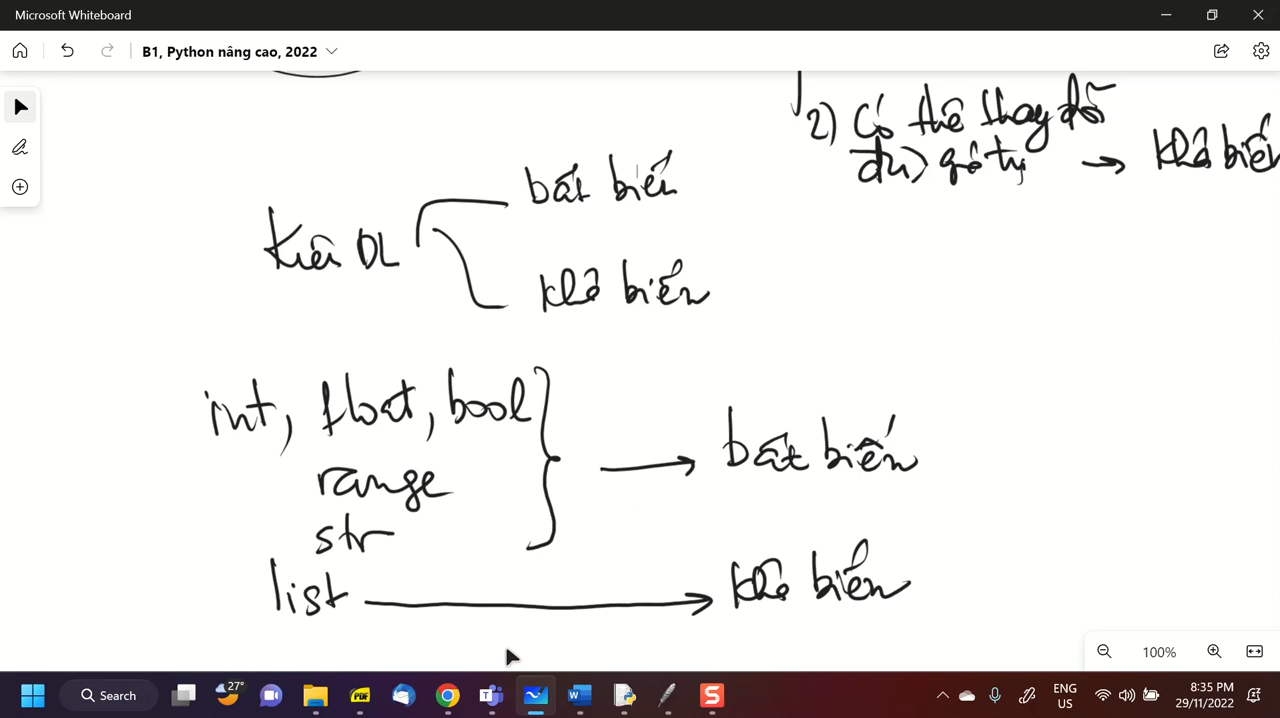 Microsoft Whiteboard
B1, Python nâng cao, 2022
2) Có thể thay đổi
giá trị → khả biến
kiểu DL
bất biến
khả biến
int, float, bool
range
str
→ bất biến
list → khả biến
100%
27°
Search
ENG
US
8:35 PM
29/11/2022